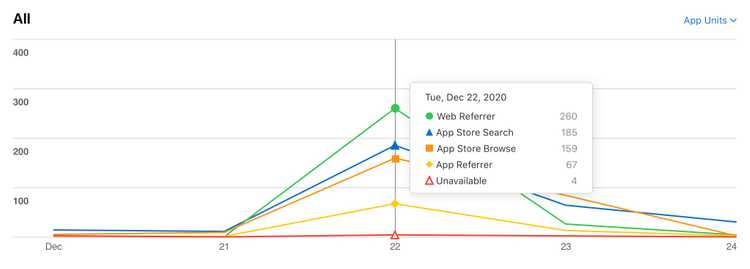 All
App Units
400
300
200
100
Tue, Dec 22, 2020
Web Referrer 260
App Store Search 185
App Store Browse 159
App Referrer 67
Unavailable 4
Dec 21 22 23 24